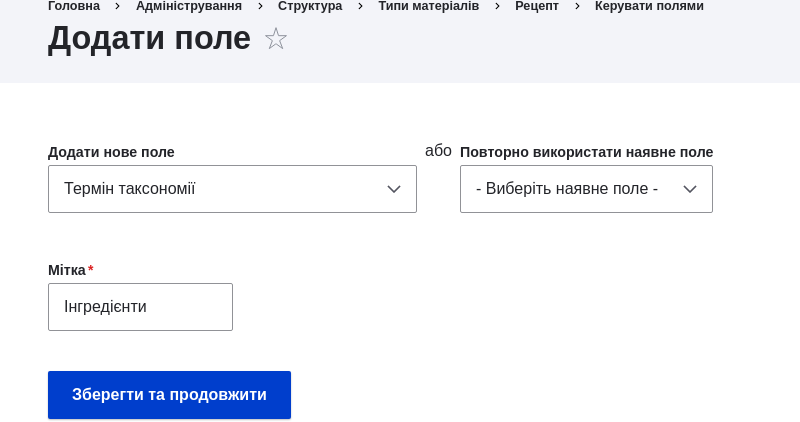 Головна › Адміністрування › Структура › Типи матеріалів › Рецепт › Керувати полями
Додати поле
Додати нове поле або Повторно використати наявне поле
Термін таксономії - Виберіть наявне поле -
Мітка*
Інгредієнти
Зберегти та продовжити